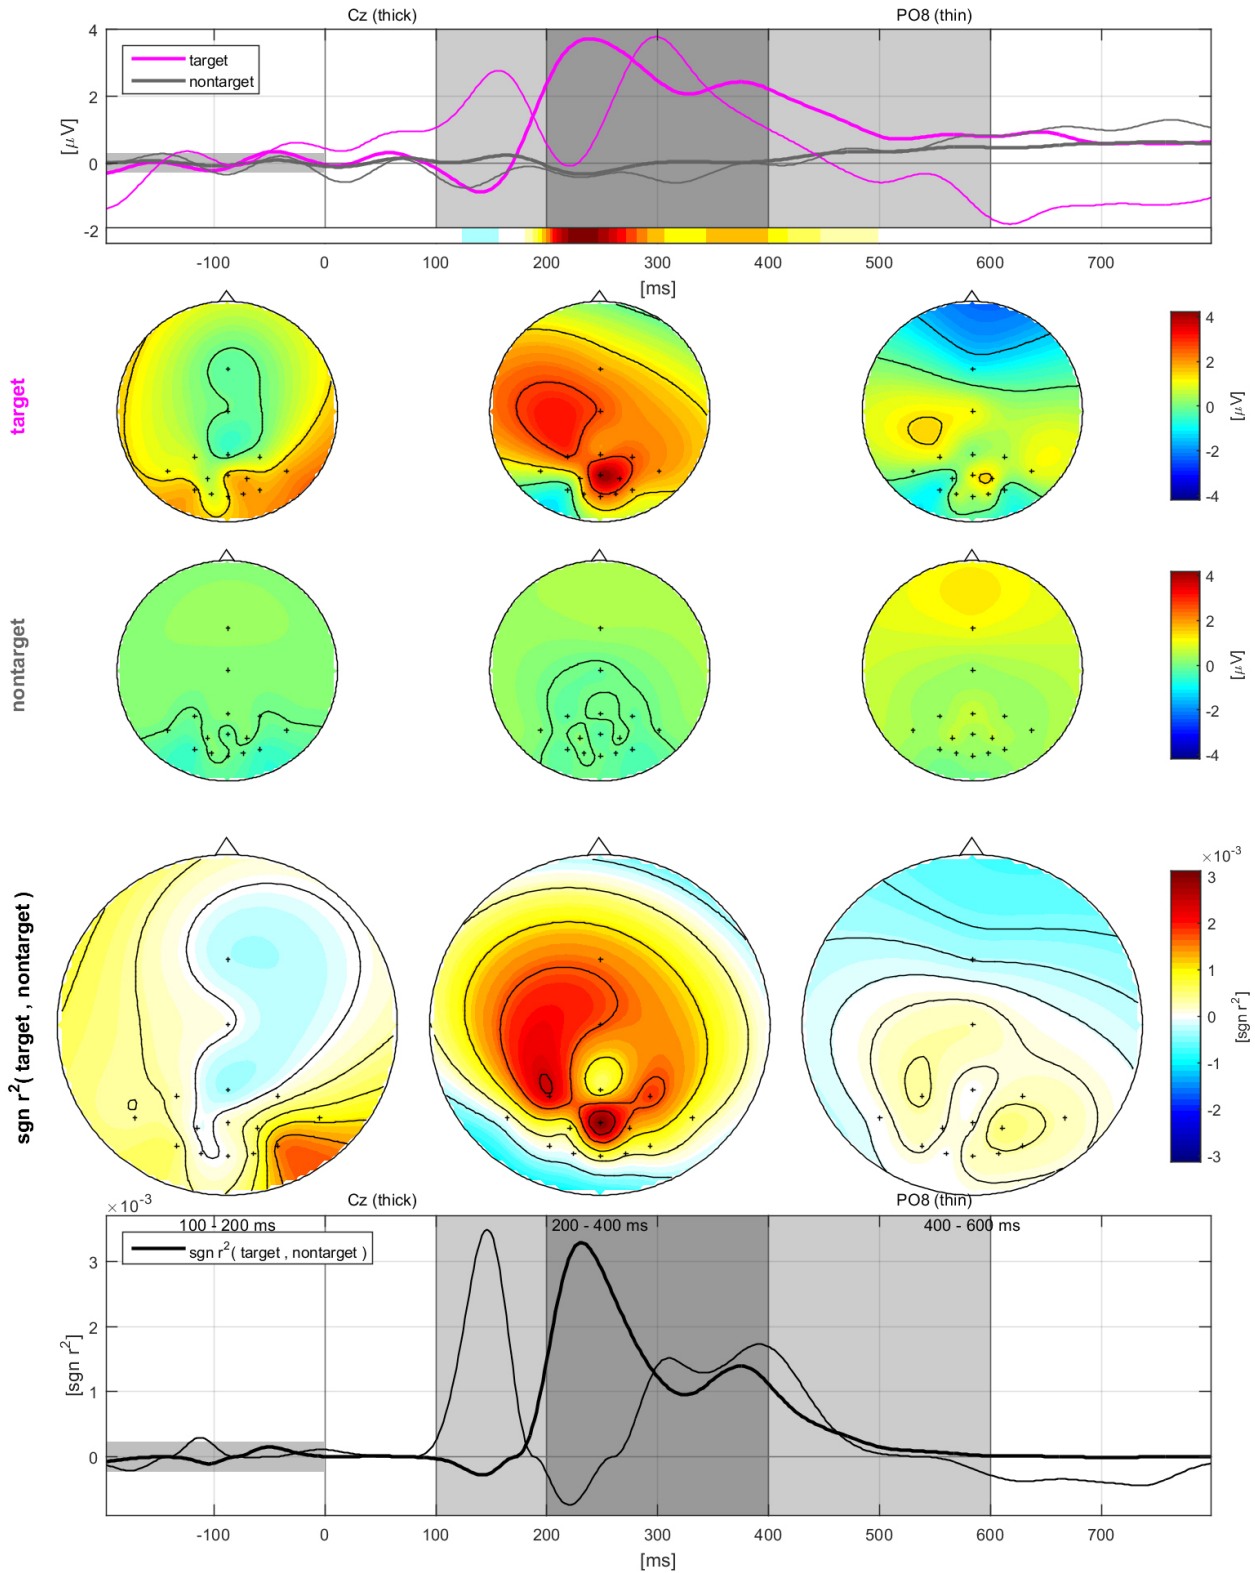 Cz (thick) PO8 (thin)
4
target
nontarget
2
[μV]
0
-2
-100 0 100 200 300 400 500 600 700
[ms]
target
4
2
0
-2
-4
[μV]
nontarget
4
2
0
-2
-4
[μV]
sgn r²( target , nontarget )
×10⁻³
3
2
1
0
-1
-2
-3
[sgn r²]
Cz (thick) PO8 (thin)
×10⁻³
100 - 200 ms 200 - 400 ms 400 - 600 ms
sgn r²( target , nontarget )
3
2
[sgn r²]
1
0
-100 0 100 200 300 400 500 600 700
[ms]